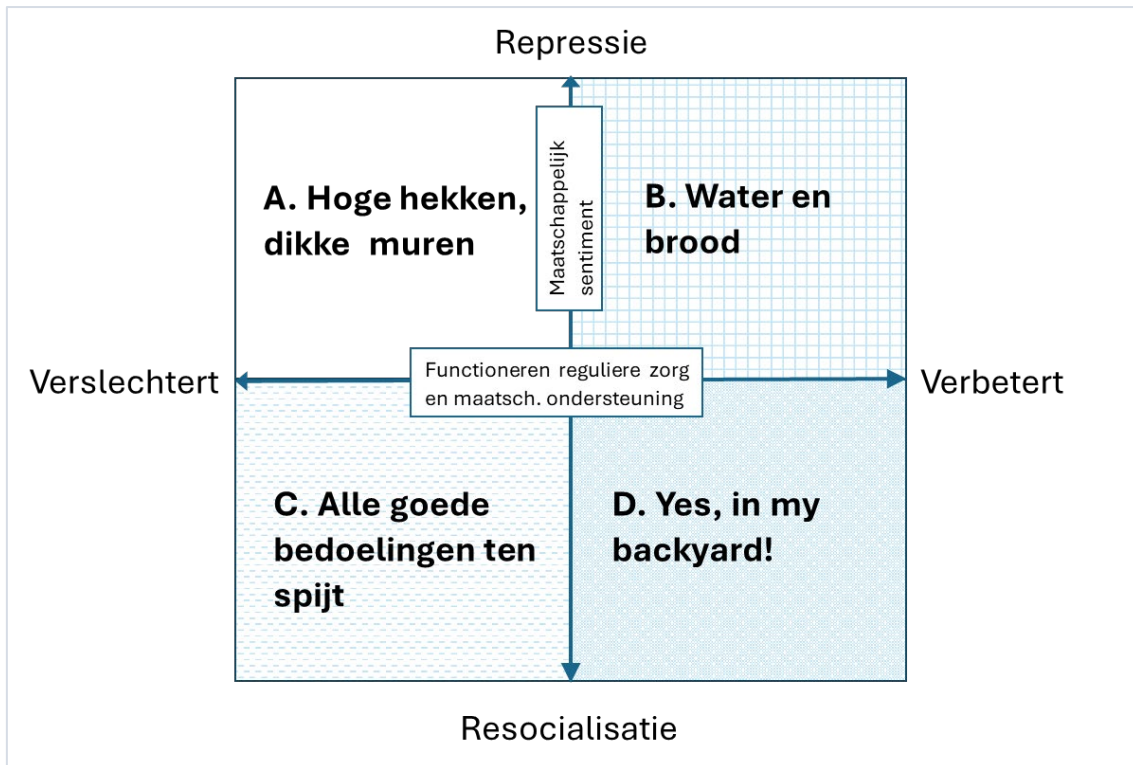 Repressie
Maatschappelijk
sentiment
A. Hoge hekken,
dikke muren
B. Water en
brood
Verslechtert
Functioneren reguliere zorg
en maatsch. ondersteuning
Verbetert
C. Alle goede
bedoelingen ten
spijt
D. Yes, in my
backyard!
Resocialisatie